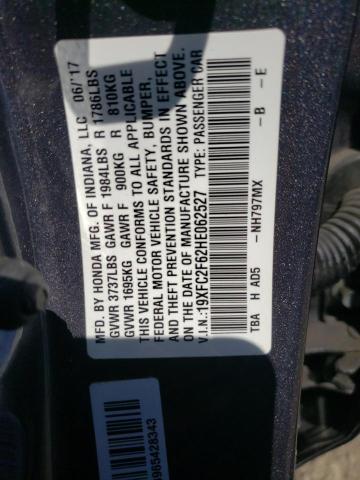 MFD. BY HONDA MFG. OF INDIANA, LLC 06/17
GVWR 3737LBS GAWR F 1984LBS R 1786LBS
GVWR 1695KG GAWR F 900KG R 810KG
THIS VEHICLE CONFORMS TO ALL APPLICABLE
FEDERAL MOTOR VEHICLE SAFETY, BUMPER,
AND THEFT PREVENTION STANDARDS IN EFFECT
ON THE DATE OF MANUFACTURE SHOWN ABOVE.
V.I.N.:19XFC2F62HE062527 TYPE: PASSENGER CAR
TBA H AD5 -NH797MX -B -E